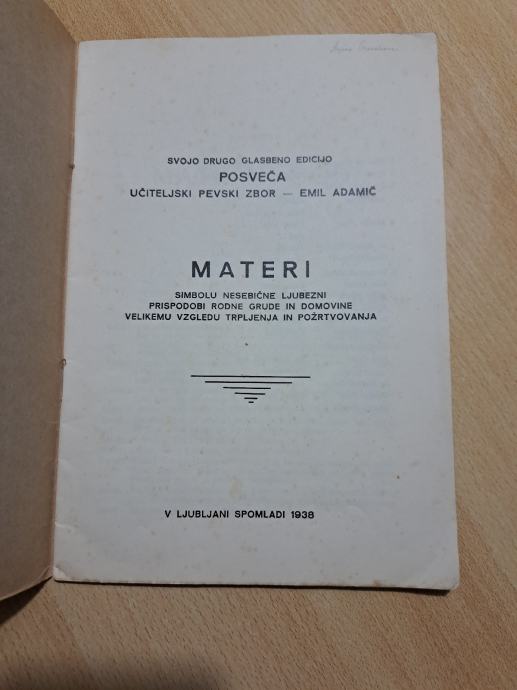 SVOJO DRUGO GLASBENO EDICIJO
POSVEČA
UČITELJSKI PEVSKI ZBOR — EMIL ADAMIČ
MATERI
SIMBOLU NESEBIČNE LJUBEZNI
PRISPODOBI RODNE GRUDE IN DOMOVINE
VELIKEMU VZGLEDU TRPLJENJA IN POŽRTVOVANJA
V LJUBLJANI SPOMLADI 1938